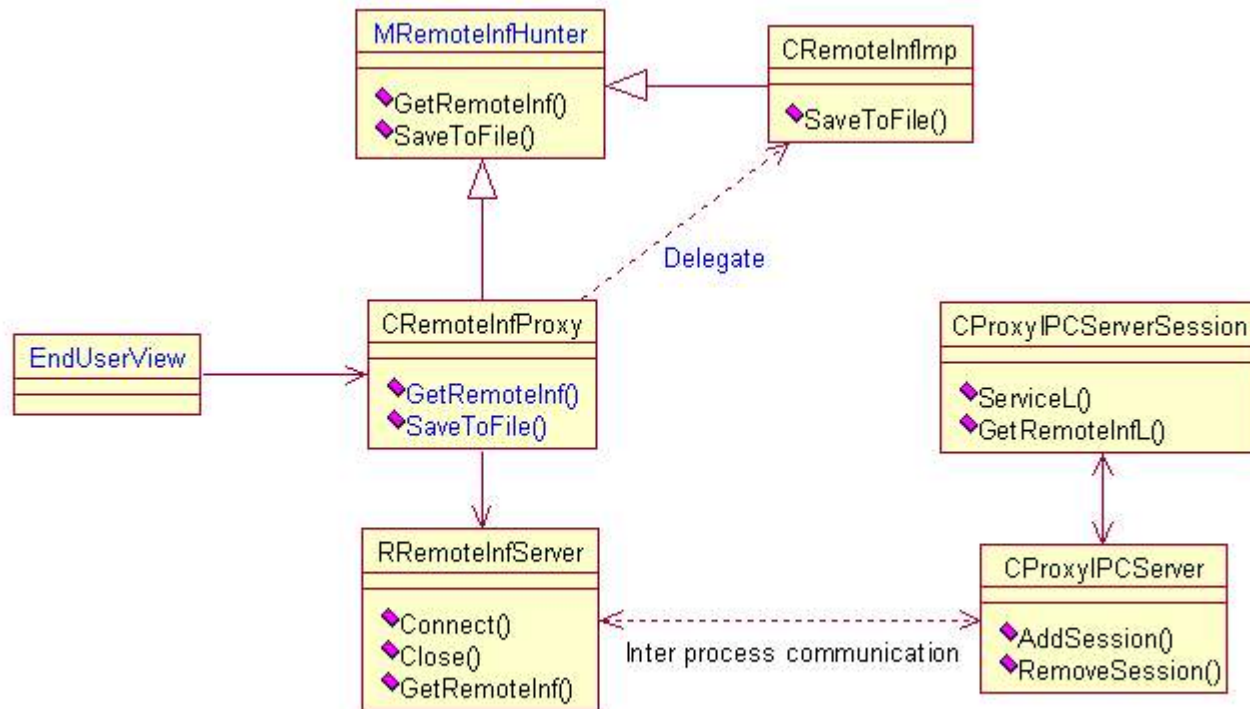 MRemoteInfHunter
GetRemoteInf()
SaveToFile()
CRemoteInfImp
SaveToFile()
Delegate
EndUserView
CRemoteInfProxy
GetRemoteInf()
SaveToFile()
CProxyIPCServerSession
ServiceL()
GetRemoteInfL()
RRemoteInfServer
Connect()
Close()
GetRemoteInf()
Inter process communication
CProxyIPCServer
AddSession()
RemoveSession()